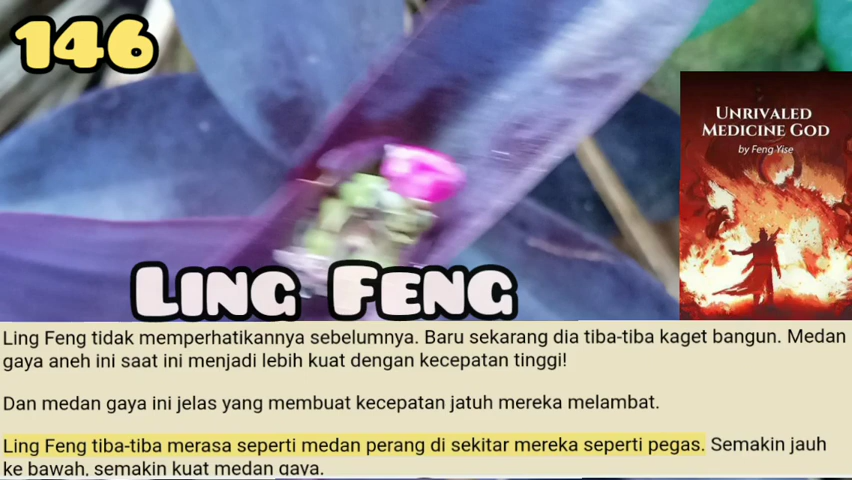 146
UNRIVALED
MEDICINE GOD
by Feng Yise
LING FENG
Ling Feng tidak memperhatikannya sebelumnya. Baru sekarang dia tiba-tiba kaget bangun. Medan
gaya aneh ini saat ini menjadi lebih kuat dengan kecepatan tinggi!
Dan medan gaya ini jelas yang membuat kecepatan jatuh mereka melambat.
Ling Feng tiba-tiba merasa seperti medan perang di sekitar mereka seperti pegas. Semakin jauh
ke bawah, semakin kuat medan gaya.